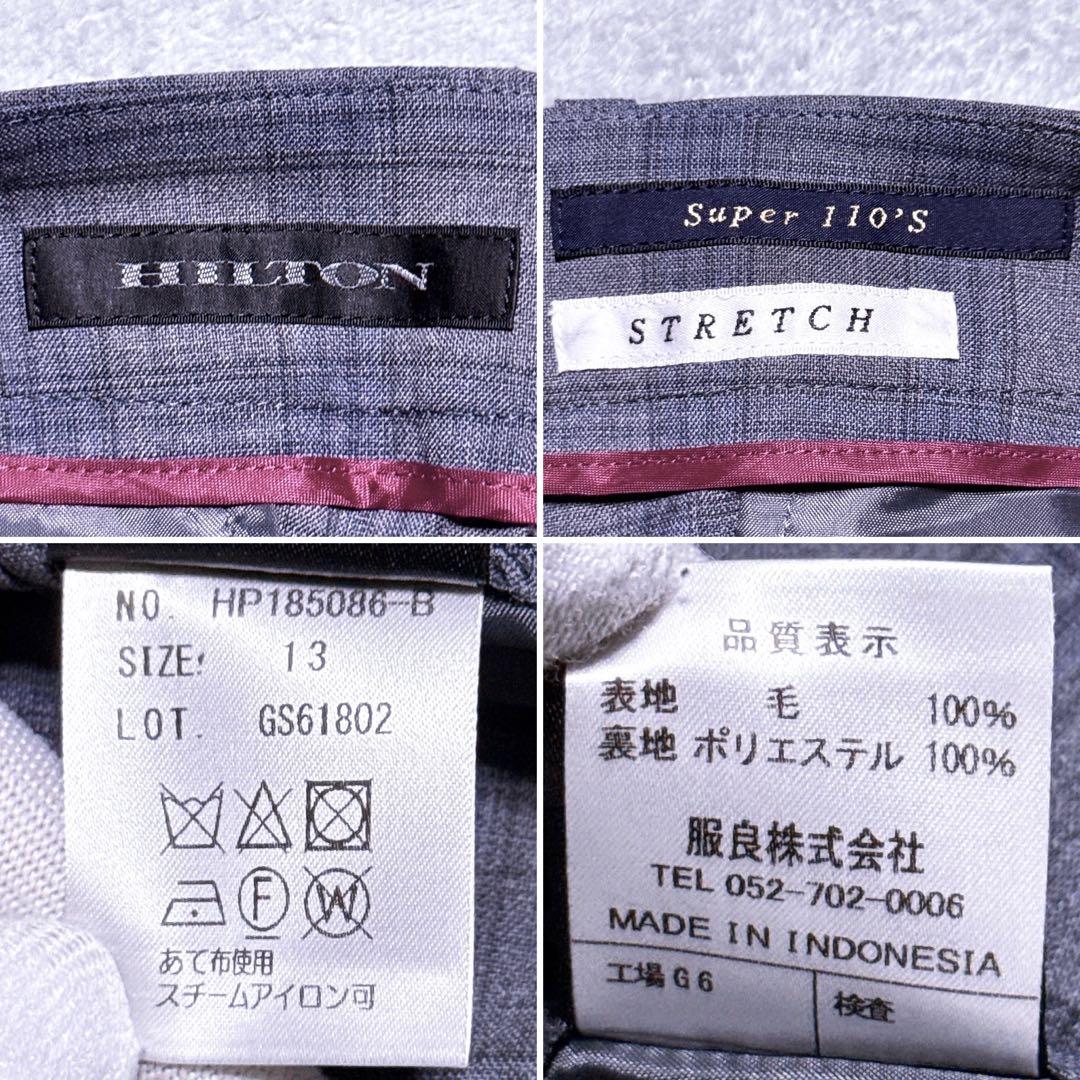 HILTON
Super 110'S
STRETCH
NO. HP185086-B
SIZE: 13
LOT. GS61802
F W
あて布使用
スチームアイロン可
品質表示
表地 毛 100%
裏地 ポリエステル 100%
服良株式会社
TEL 052-702-0006
MADE IN INDONESIA
工場 G6
検査